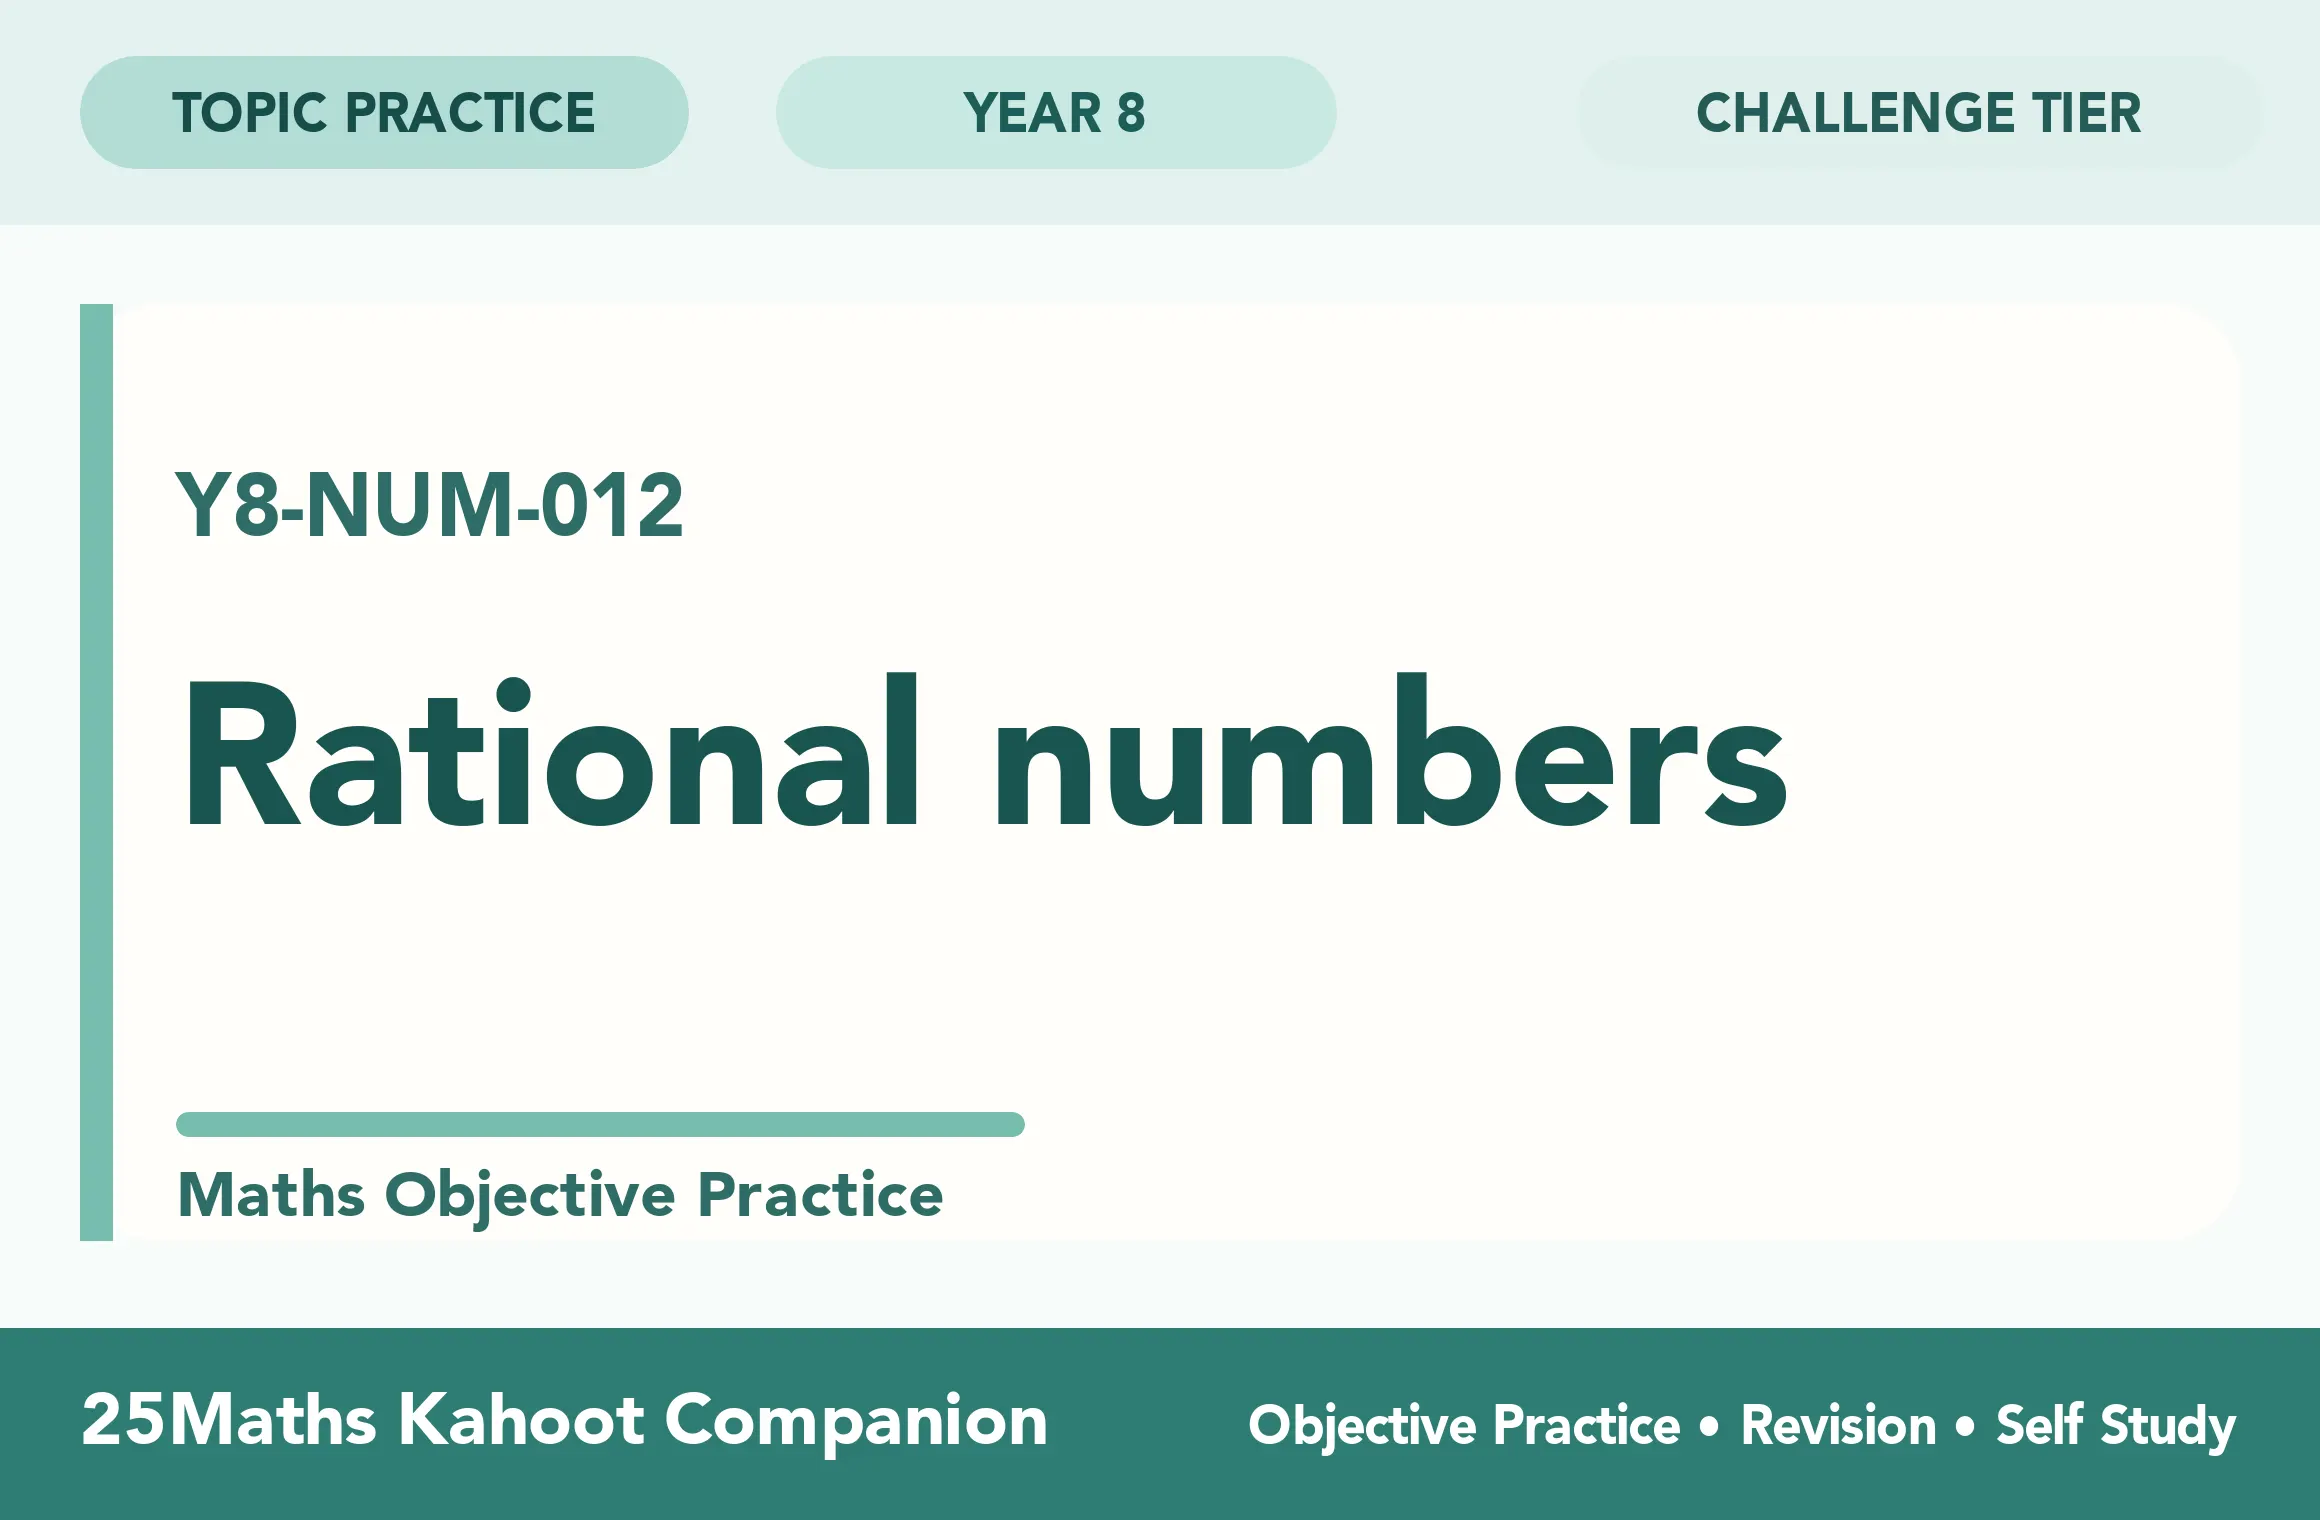 TOPIC PRACTICE
YEAR 8
CHALLENGE TIER
Y8-NUM-012
Rational numbers
Maths Objective Practice
25Maths Kahoot Companion
Objective Practice • Revision • Self Study